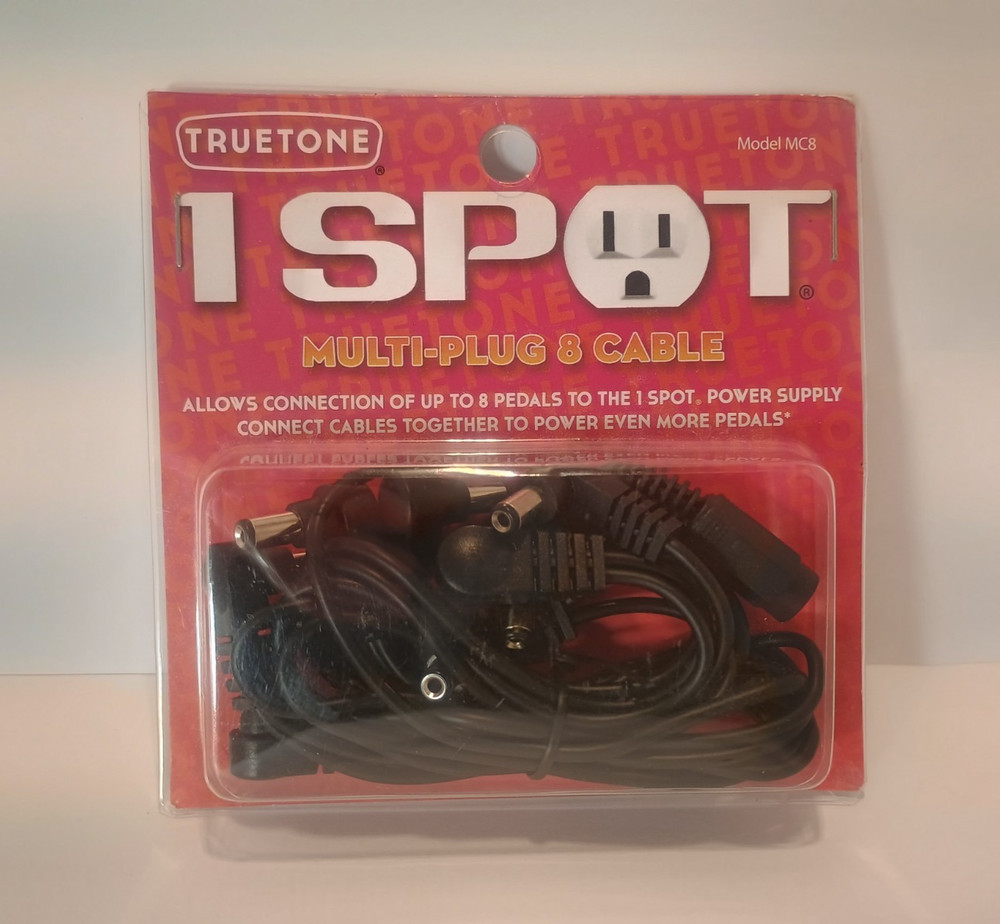 TRUETONE®
Model MC8
1 SPOT®
MULTI-PLUG 8 CABLE
ALLOWS CONNECTION OF UP TO 8 PEDALS TO THE 1 SPOT® POWER SUPPLY
CONNECT CABLES TOGETHER TO POWER EVEN MORE PEDALS*